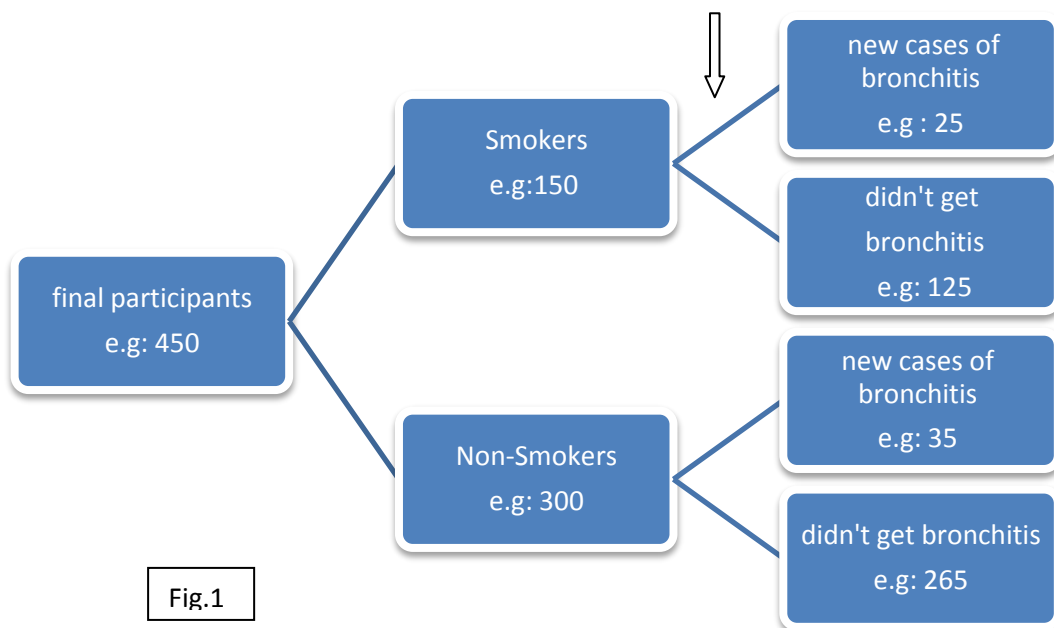 final participants
e.g: 450
Smokers
e.g:150
Non-Smokers
e.g: 300
new cases of
bronchitis
e.g : 25
didn't get
bronchitis
e.g: 125
new cases of
bronchitis
e.g: 35
didn't get bronchitis
e.g: 265
Fig.1